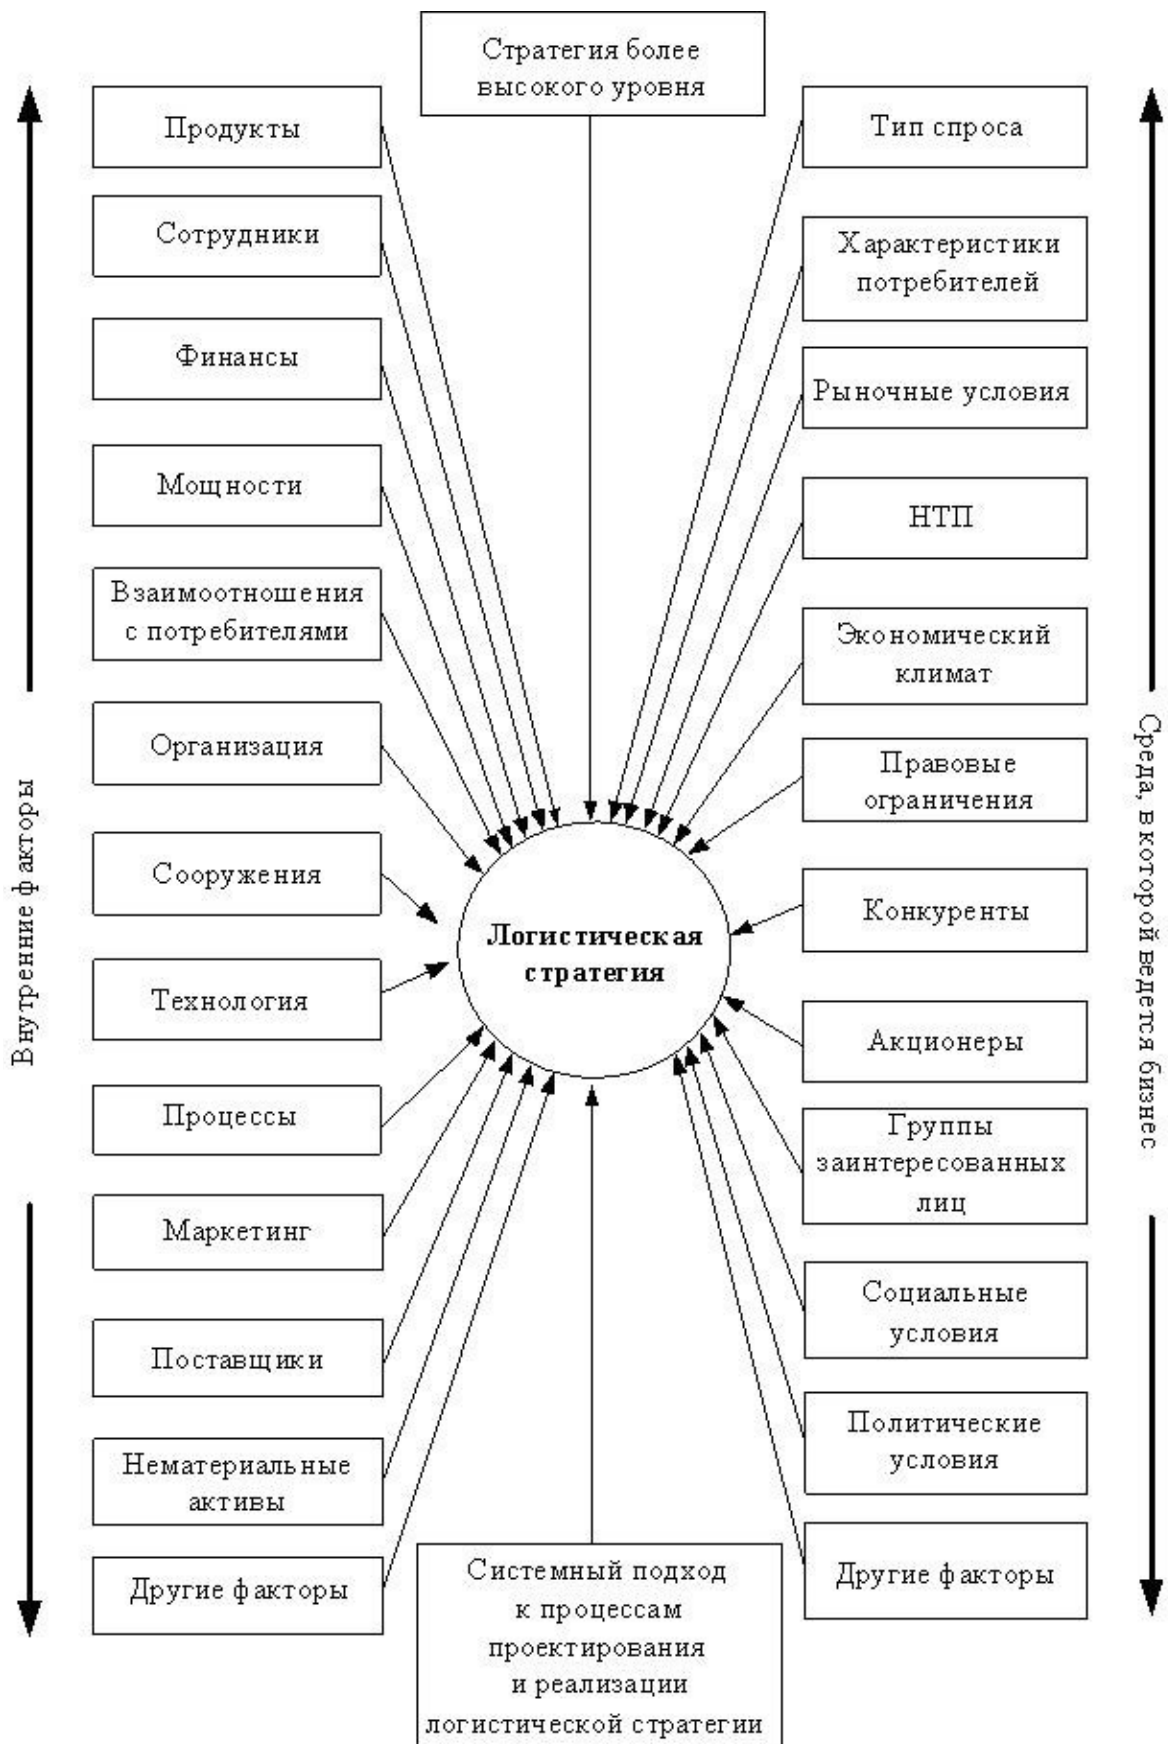 Стратегия более
высокого уровня
Внутренние факторы
Продукты
Сотрудники
Финансы
Мощности
Взаимоотношения
с потребителями
Организация
Сооружения
Технология
Процессы
Маркетинг
Поставщики
Нематериальные
активы
Другие факторы
Логистическая
стратегия
Тип спроса
Характеристики
потребителей
Рыночные условия
НТП
Экономический
климат
Правовые
ограничения
Конкуренты
Акционеры
Группы
заинтересованных
лиц
Социальные
условия
Политические
условия
Другие факторы
Среда, в которой ведется бизнес
Системный подход
к процессам
проектирования
и реализации
логистической стратегии